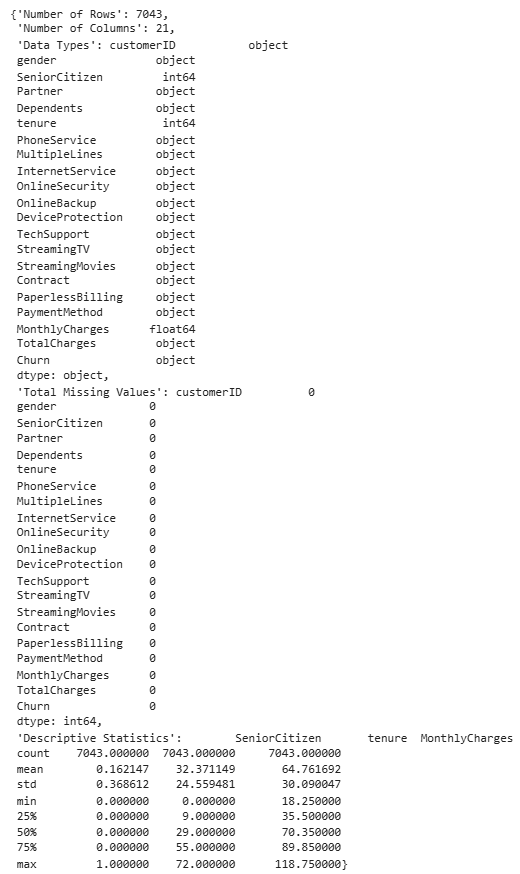 {'Number of Rows': 7043,
'Number of Columns': 21,
'Data Types': customerID object
gender object
SeniorCitizen int64
Partner object
Dependents object
tenure int64
PhoneService object
MultipleLines object
InternetService object
OnlineSecurity object
OnlineBackup object
DeviceProtection object
TechSupport object
StreamingTV object
StreamingMovies object
Contract object
PaperlessBilling object
PaymentMethod object
MonthlyCharges float64
TotalCharges object
Churn object
dtype: object,
'Total Missing Values': customerID 0
gender 0
SeniorCitizen 0
Partner 0
Dependents 0
tenure 0
PhoneService 0
MultipleLines 0
InternetService 0
OnlineSecurity 0
OnlineBackup 0
DeviceProtection 0
TechSupport 0
StreamingTV 0
StreamingMovies 0
Contract 0
PaperlessBilling 0
PaymentMethod 0
MonthlyCharges 0
TotalCharges 0
Churn 0
dtype: int64,
'Descriptive Statistics': SeniorCitizen tenure MonthlyCharges
count 7043.000000 7043.000000 7043.000000
mean 0.162147 32.371149 64.761692
std 0.368612 24.559481 30.090047
min 0.000000 0.000000 18.250000
25% 0.000000 9.000000 35.500000
50% 0.000000 29.000000 70.350000
75% 0.000000 55.000000 89.850000
max 1.000000 72.000000 118.750000}